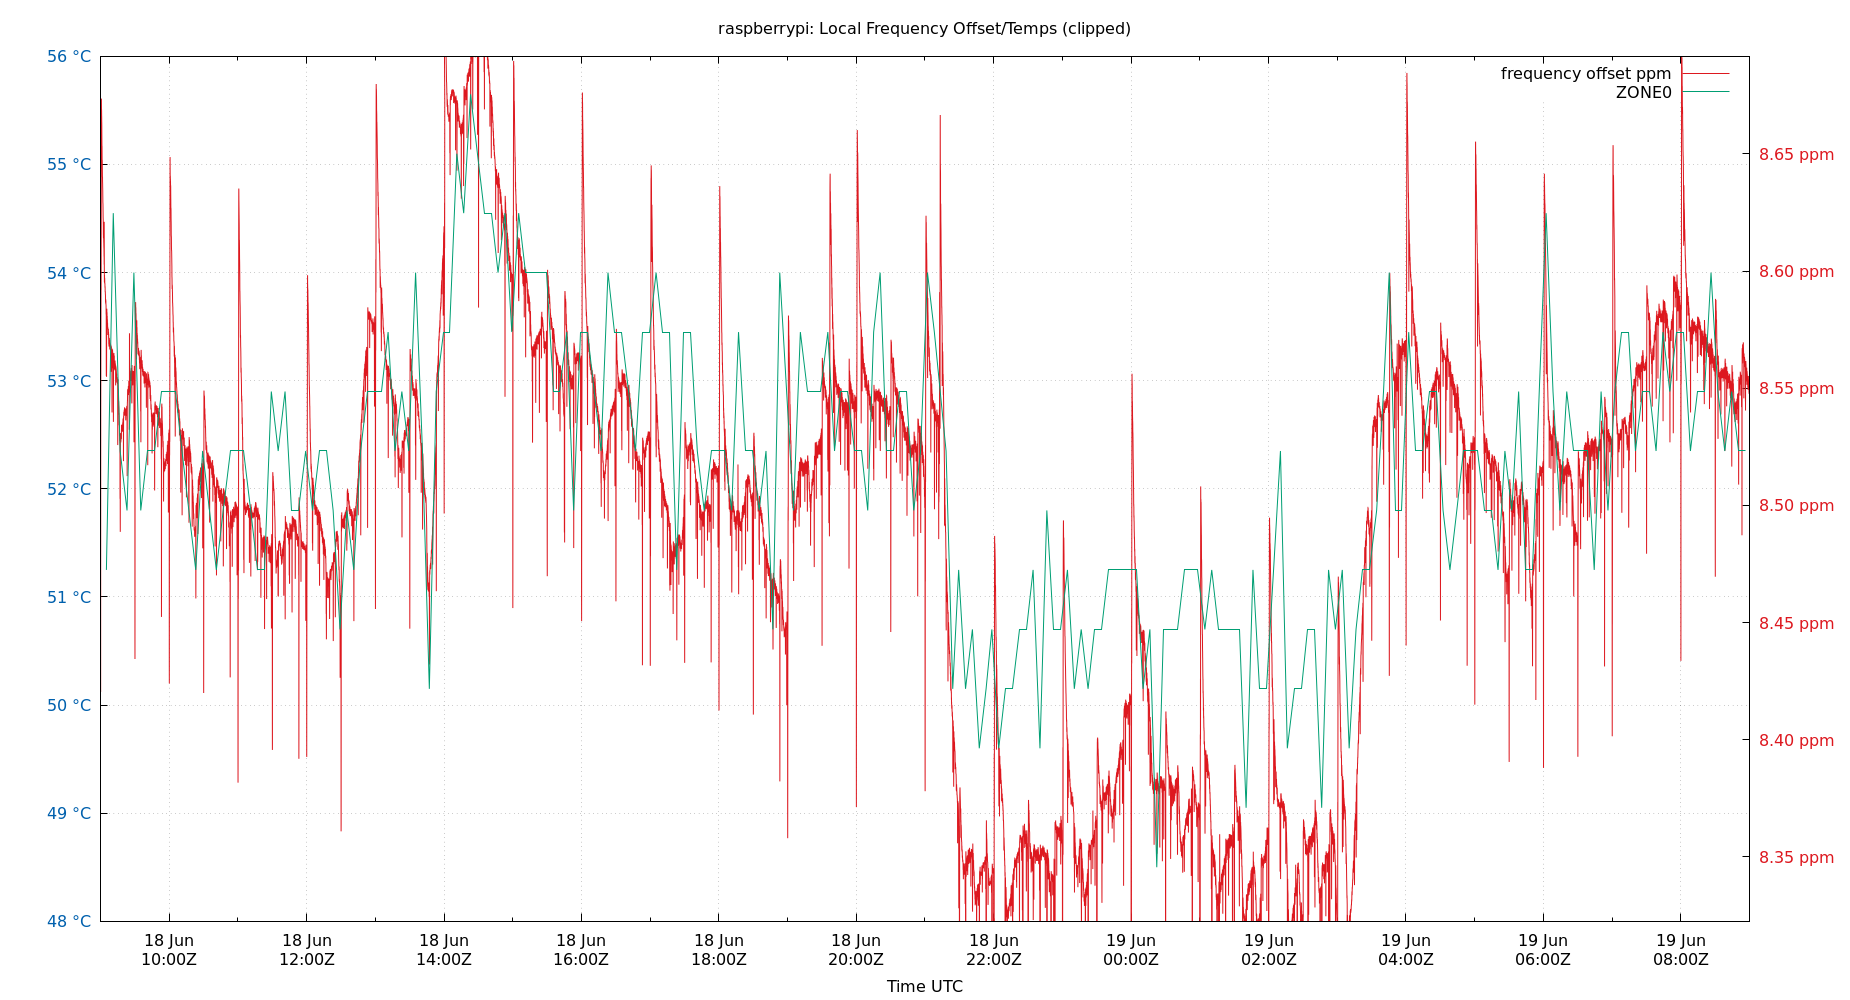 raspberrypi: Local Frequency Offset/Temps (clipped)
56 °C
55 °C
54 °C
53 °C
52 °C
51 °C
50 °C
49 °C
48 °C
frequency offset ppm
ZONE0
8.65 ppm
8.60 ppm
8.55 ppm
8.50 ppm
8.45 ppm
8.40 ppm
8.35 ppm
18 Jun 18 Jun 18 Jun 18 Jun 18 Jun 18 Jun 18 Jun 19 Jun 19 Jun 19 Jun 19 Jun 19 Jun
10:00Z 12:00Z 14:00Z 16:00Z 18:00Z 20:00Z 22:00Z 00:00Z 02:00Z 04:00Z 06:00Z 08:00Z
Time UTC